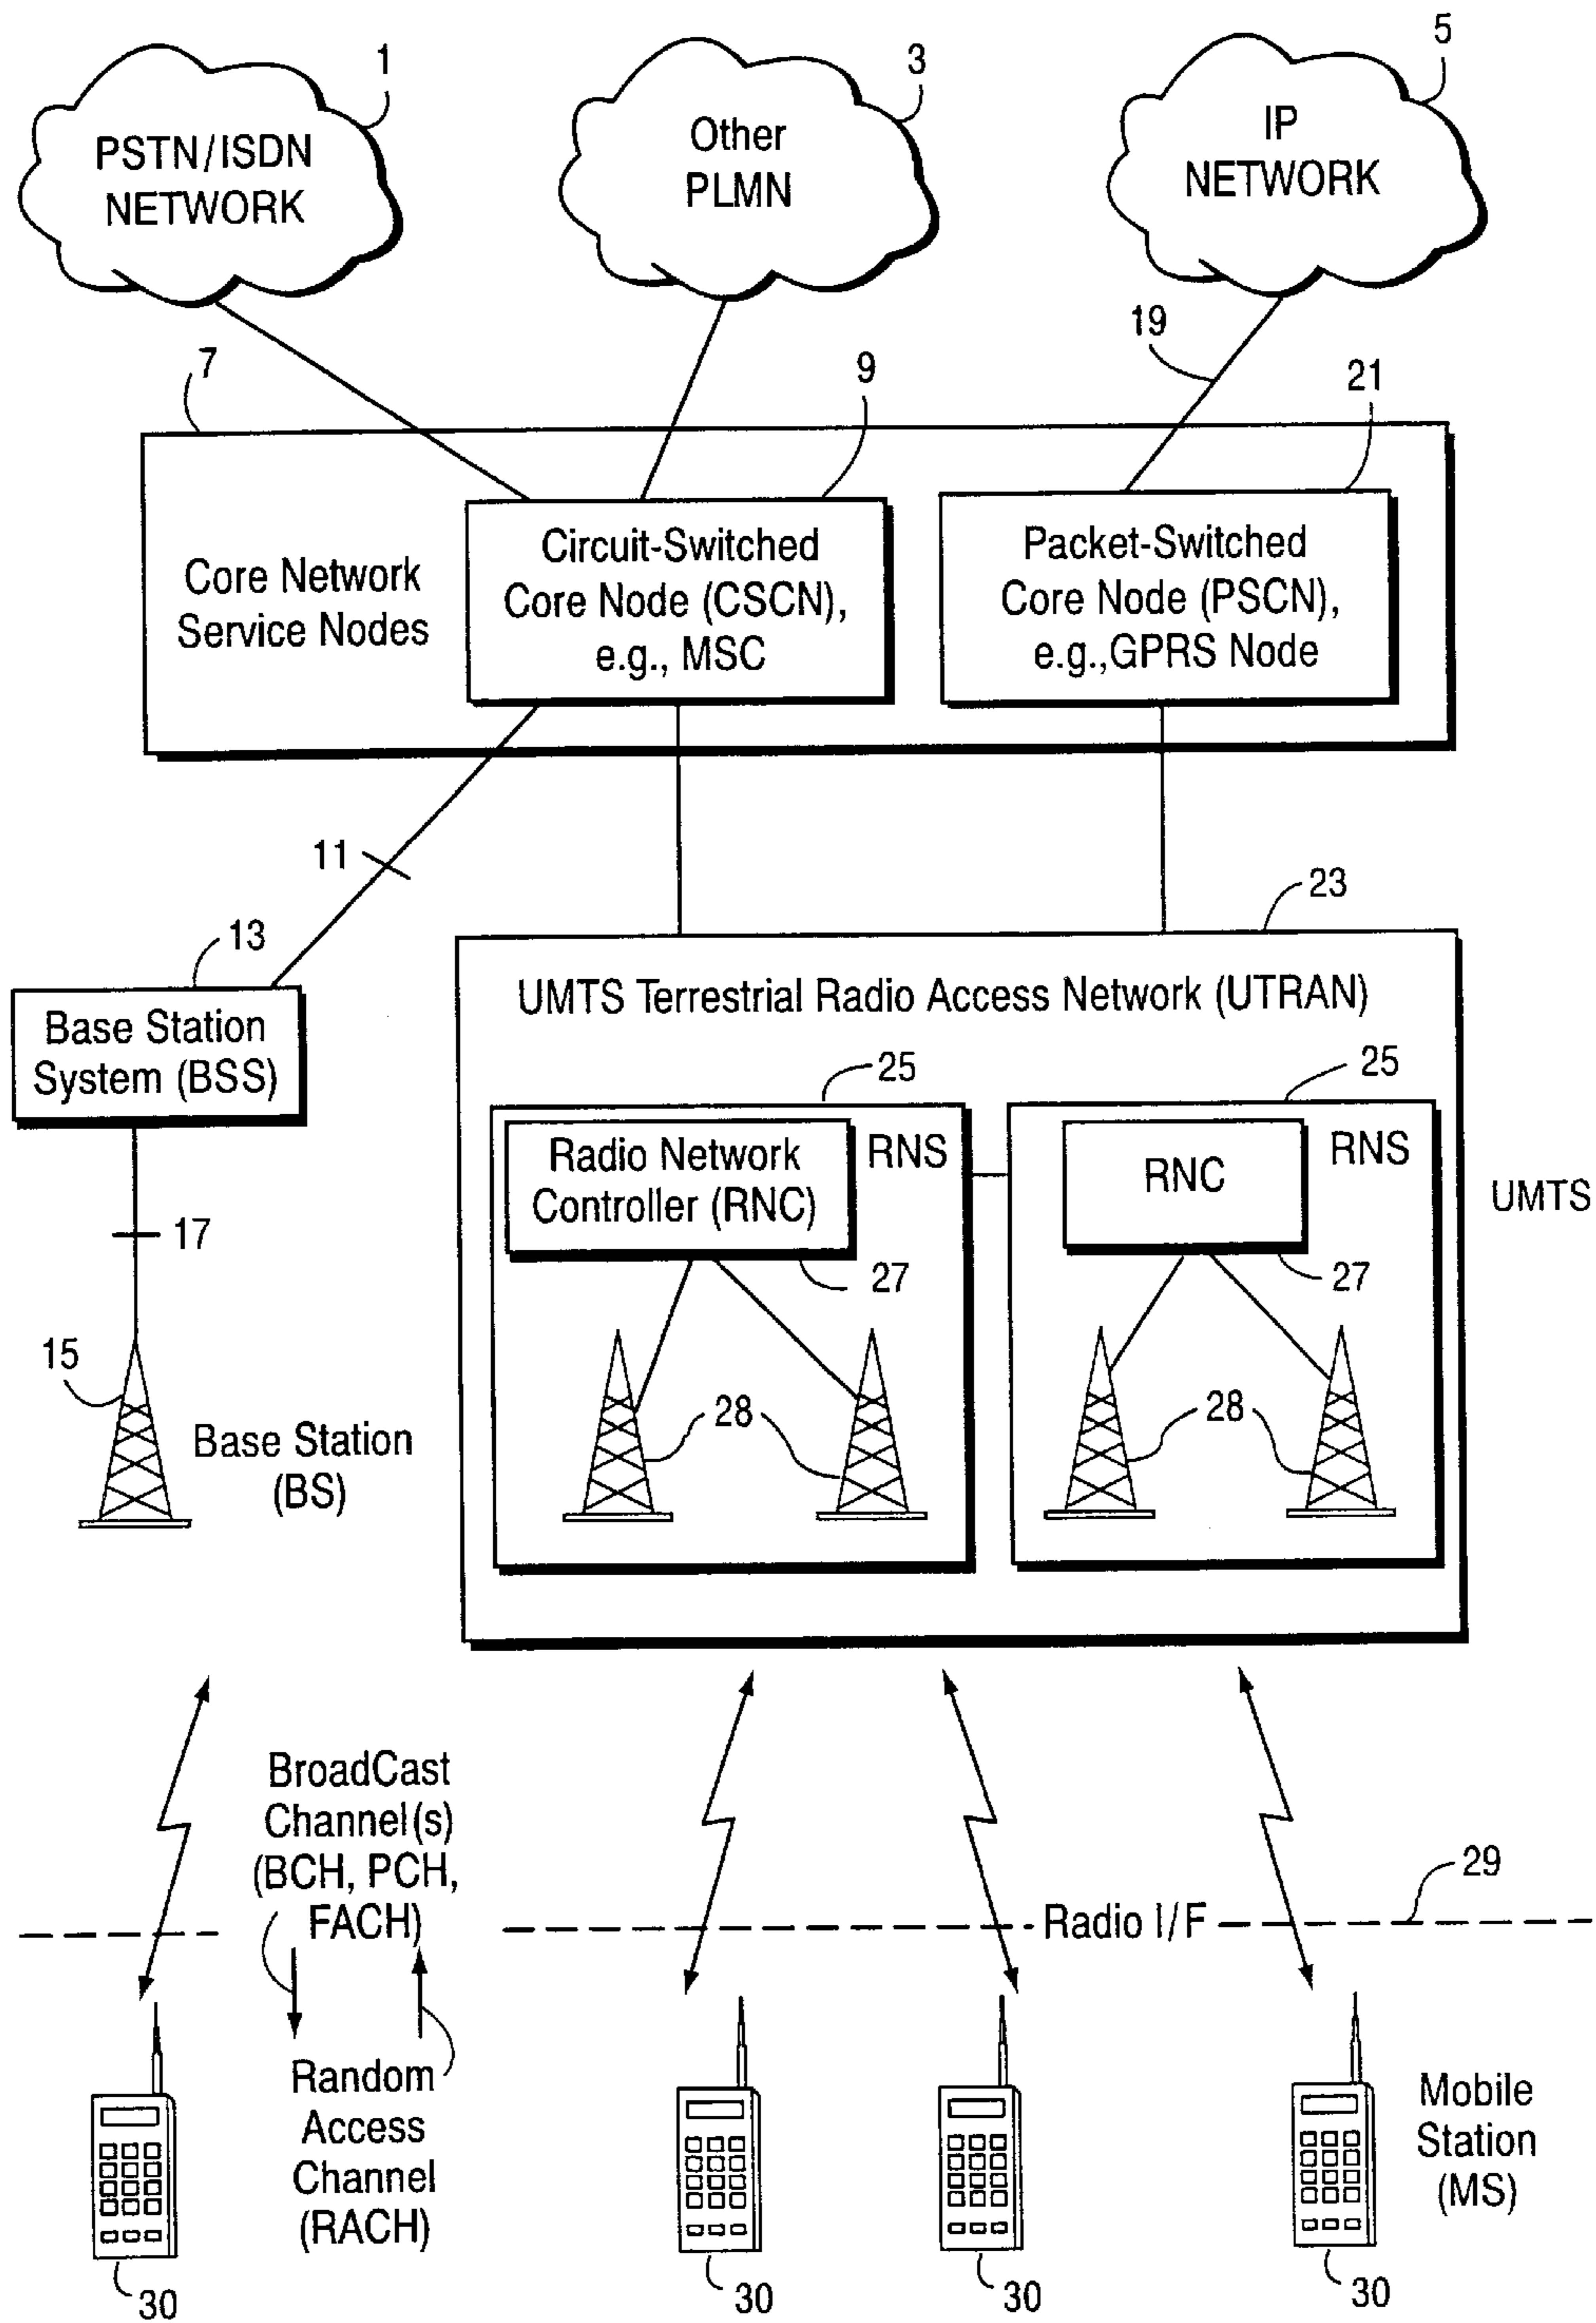 1
PSTN/ISDN
NETWORK
3
Other
PLMN
5
IP
NETWORK
19
7
9
21
Core Network
Service Nodes
Circuit-Switched
Core Node (CSCN),
e.g., MSC
Packet-Switched
Core Node (PSCN),
e.g.,GPRS Node
11
23
13
Base Station
System (BSS)
UMTS Terrestrial Radio Access Network (UTRAN)
25
25
Radio Network
Controller (RNC)
RNS
RNC
RNS
UMTS
17
27
27
15
28
28
Base Station
(BS)
BroadCast
Channel(s)
(BCH, PCH,
FACH)
29
Radio I/F
Random
Access
Channel
(RACH)
Mobile
Station
(MS)
30
30
30
30